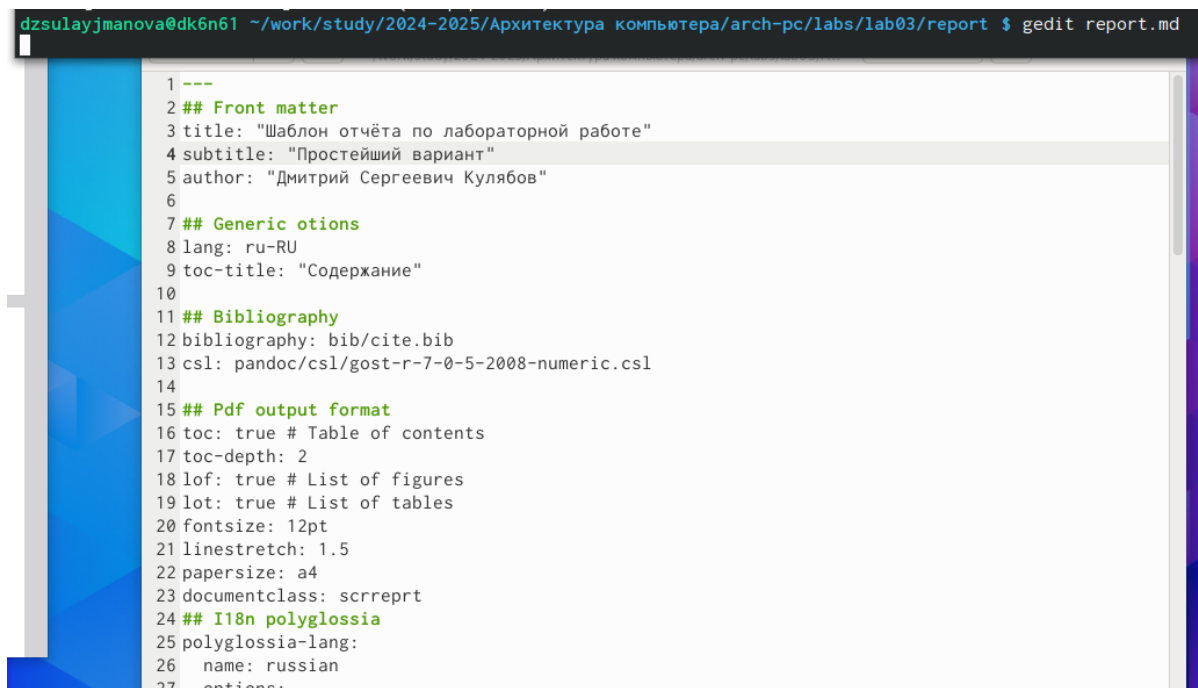 dzsulayjmanova@dk6n61 ~/work/study/2024-2025/Архитектура компьютера/arch-pc/labs/lab03/report $ gedit report.md
1 ---
2 ## Front matter
3 title: "Шаблон отчёта по лабораторной работе"
4 subtitle: "Простейший вариант"
5 author: "Дмитрий Сергеевич Кулябов"
6
7 ## Generic otions
8 lang: ru-RU
9 toc-title: "Содержание"
10
11 ## Bibliography
12 bibliography: bib/cite.bib
13 csl: pandoc/csl/gost-r-7-0-5-2008-numeric.csl
14
15 ## Pdf output format
16 toc: true # Table of contents
17 toc-depth: 2
18 lof: true # List of figures
19 lot: true # List of tables
20 fontsize: 12pt
21 linestretch: 1.5
22 papersize: a4
23 documentclass: scrreprt
24 ## I18n polyglossia
25 polyglossia-lang:
26   name: russian
27   options: